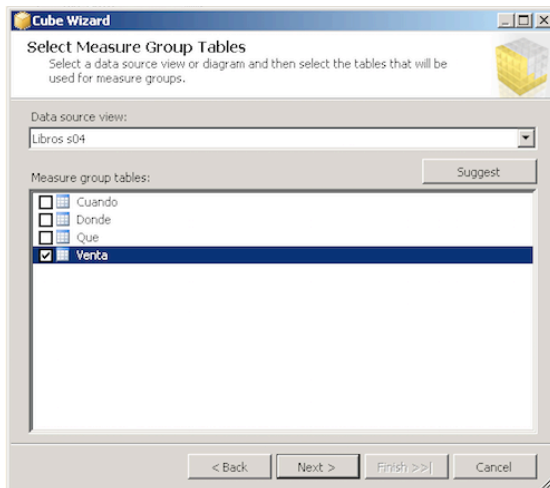 Cube Wizard
Select Measure Group Tables
Select a data source view or diagram and then select the tables that will be
used for measure groups.
Data source view:
Libros s04
Suggest
Measure group tables:
Cuando
Donde
Que
Venta
< Back
Next >
Finish >>|
Cancel